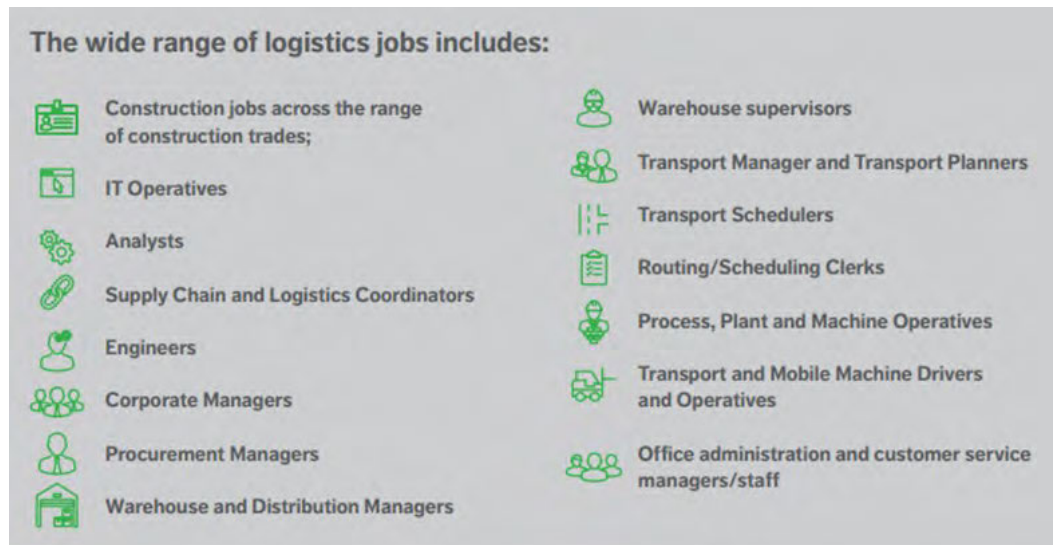 The wide range of logistics jobs includes:
Construction jobs across the range
of construction trades;
IT Operatives
Analysts
Supply Chain and Logistics Coordinators
Engineers
Corporate Managers
Procurement Managers
Warehouse and Distribution Managers
Warehouse supervisors
Transport Manager and Transport Planners
Transport Schedulers
Routing/Scheduling Clerks
Process, Plant and Machine Operatives
Transport and Mobile Machine Drivers
and Operatives
Office administration and customer service
managers/staff